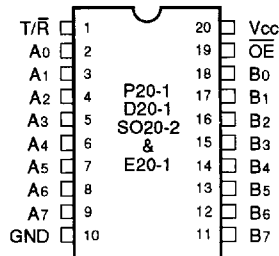 T/R̅ 1 20 Vcc
A0 2 19 O̅E̅
A1 3 18 B0
A2 4 17 B1
A3 5 16 B2
A4 6 15 B3
A5 7 14 B4
A6 8 13 B5
A7 9 12 B6
GND 10 11 B7
P20-1
D20-1
SO20-2
&
E20-1